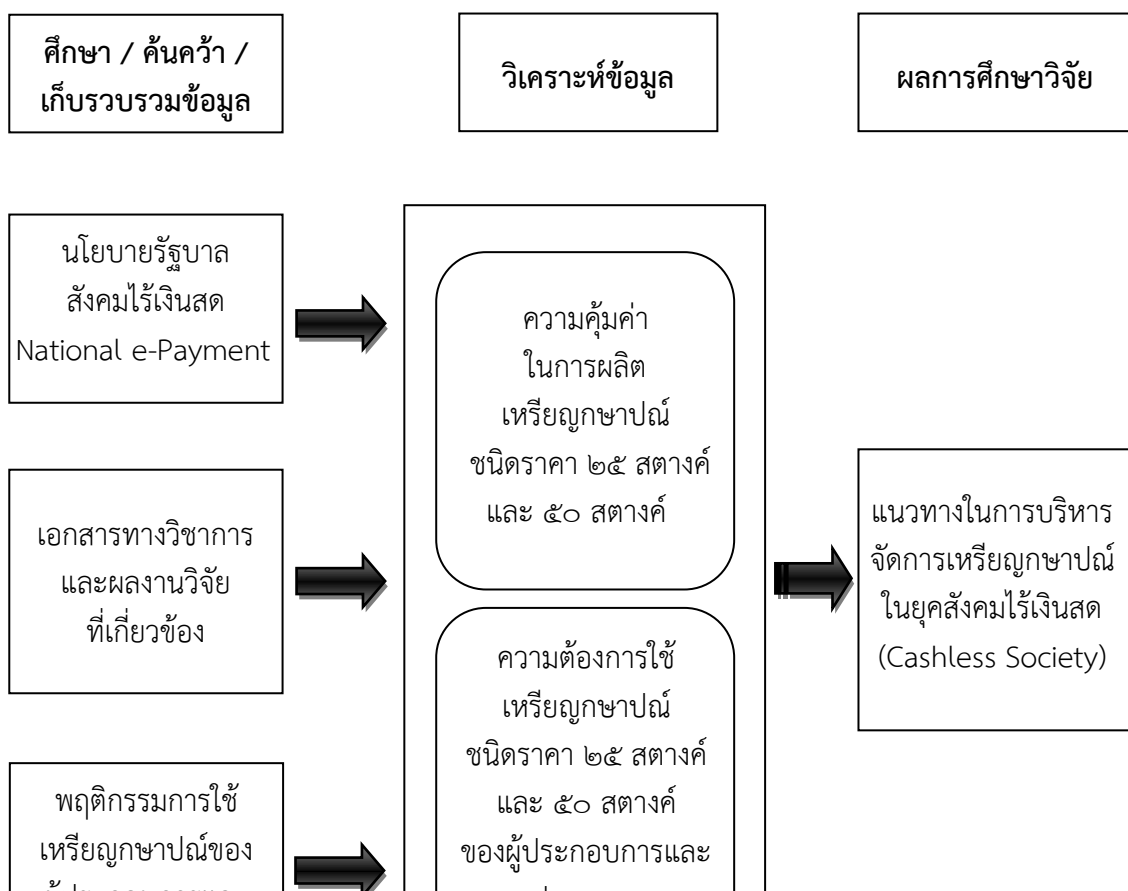 ศึกษา / ค้นคว้า /
เก็บรวบรวมข้อมูล
วิเคราะห์ข้อมูล
ผลการศึกษาวิจัย
นโยบายรัฐบาล
สังคมไร้เงินสด
National e-Payment
เอกสารทางวิชาการ
และผลงานวิจัย
ที่เกี่ยวข้อง
พฤติกรรมการใช้
เหรียญกษาปณ์ของ
ความคุ้มค่า
ในการผลิต
เหรียญกษาปณ์
ชนิดราคา ๒๕ สตางค์
และ ๕๐ สตางค์
ความต้องการใช้
เหรียญกษาปณ์
ชนิดราคา ๒๕ สตางค์
และ ๕๐ สตางค์
ของผู้ประกอบการและ
แนวทางในการบริหาร
จัดการเหรียญกษาปณ์
ในยุคสังคมไร้เงินสด
(Cashless Society)